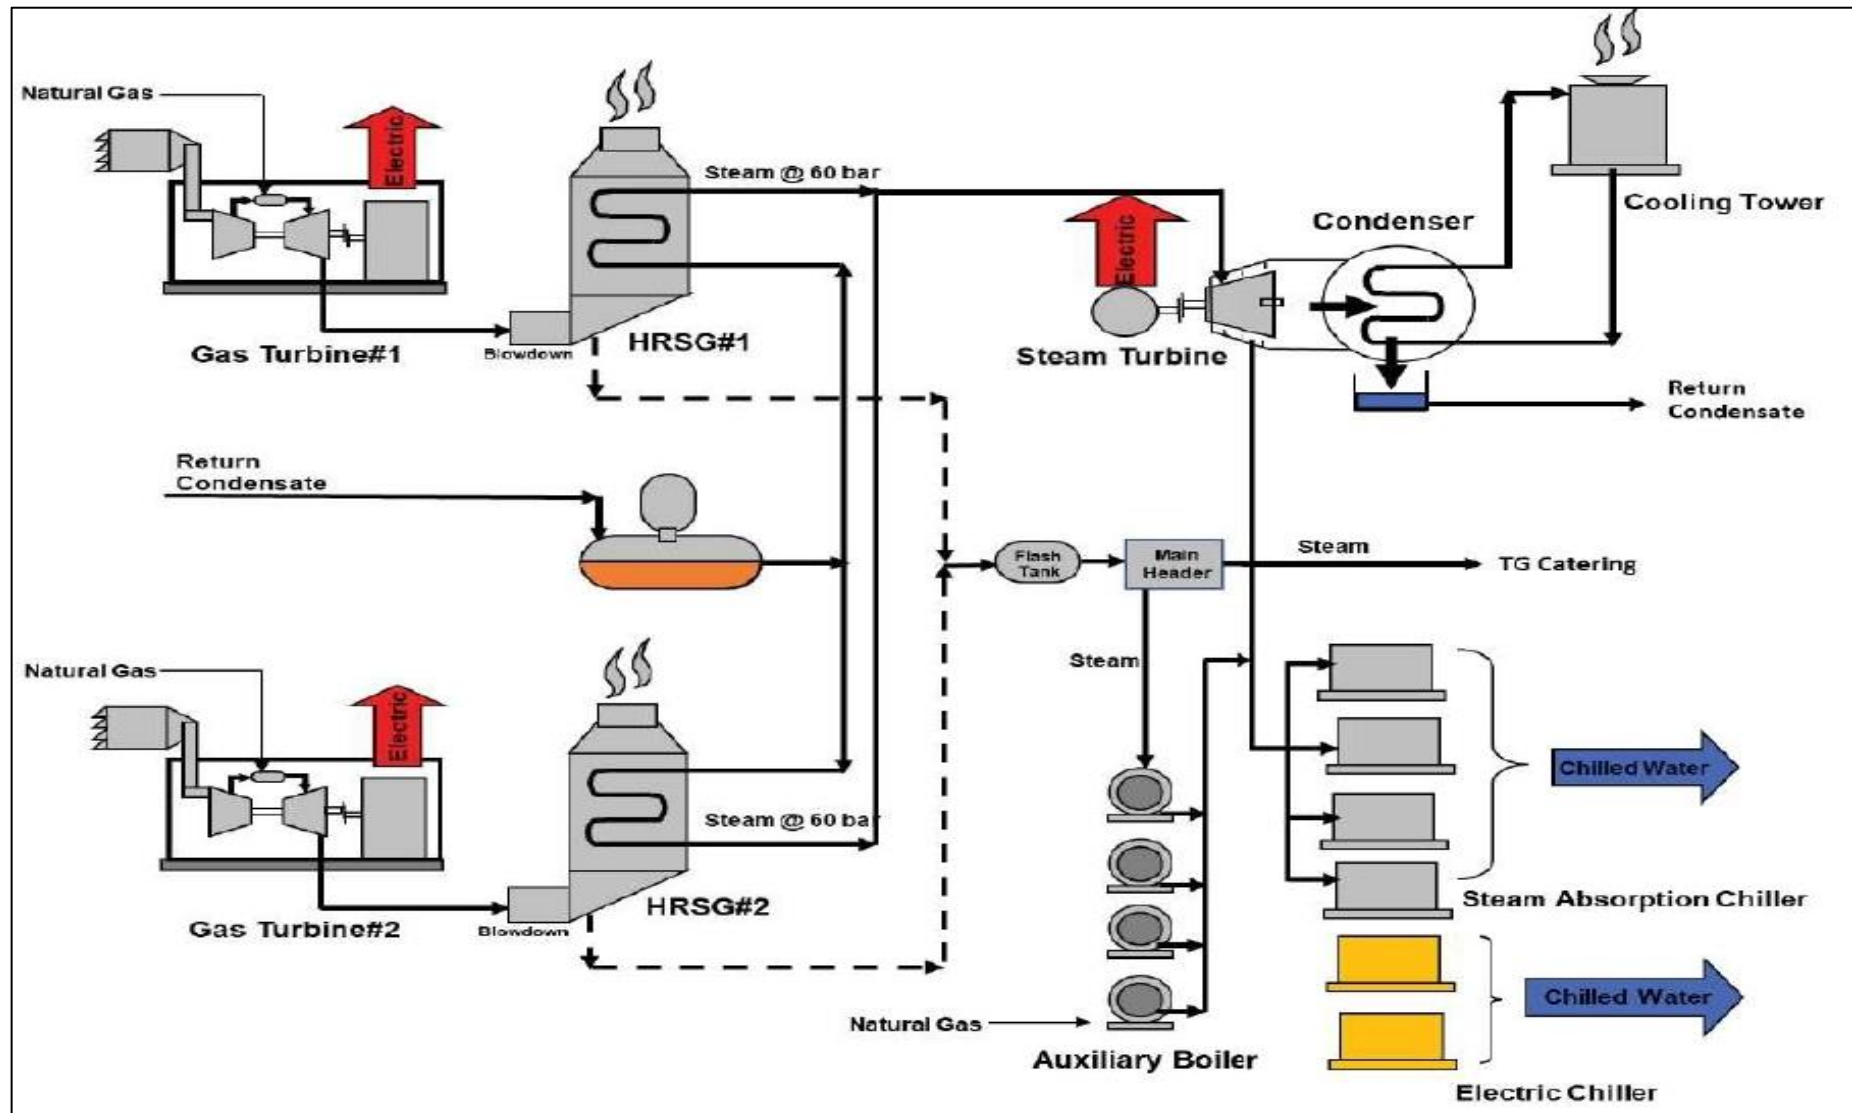 Natural Gas
Electric
Gas Turbine#1
Steam @ 60 bar
Blowdown
HRSG#1
Electric
Steam Turbine
Condenser
Cooling Tower
Return
Condensate
Return
Condensate
Flash
Tank
Main
Header
Steam
TG Catering
Steam
Natural Gas
Electric
Gas Turbine#2
Steam @ 60 bar
Blowdown
HRSG#2
Chilled Water
Steam Absorption Chiller
Natural Gas
Auxiliary Boiler
Chilled Water
Electric Chiller